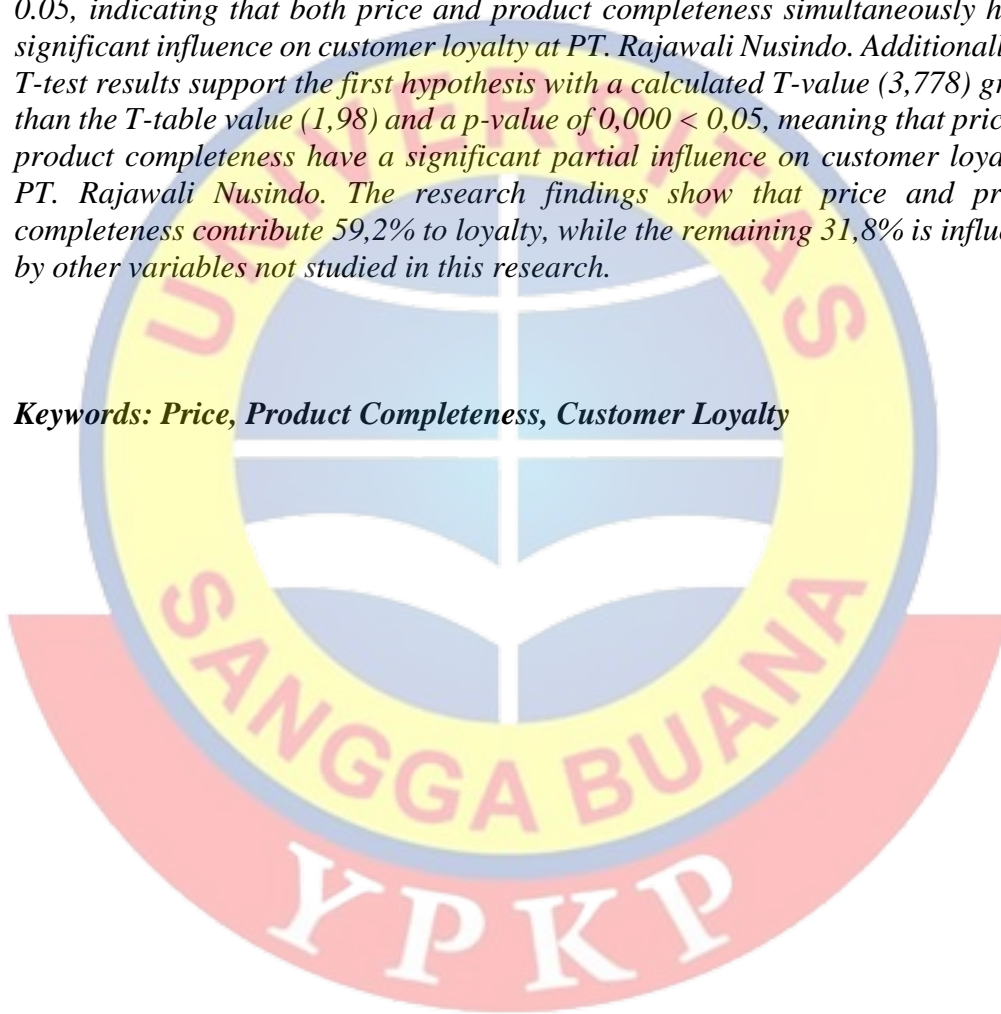 0.05, indicating that both price and product completeness simultaneously h
significant influence on customer loyalty at PT. Rajawali Nusindo. Additionall
T-test results support the first hypothesis with a calculated T-value (3,778) gr
than the T-table value (1,98) and a p-value of 0,000 < 0,05, meaning that pric
product completeness have a significant partial influence on customer loya
PT. Rajawali Nusindo. The research findings show that price and pr
completeness contribute 59,2% to loyalty, while the remaining 31,8% is influe
by other variables not studied in this research.
Keywords: Price, Product Completeness, Customer Loyalty
UNIVERSITAS
SANGGA BUANA
YPKP